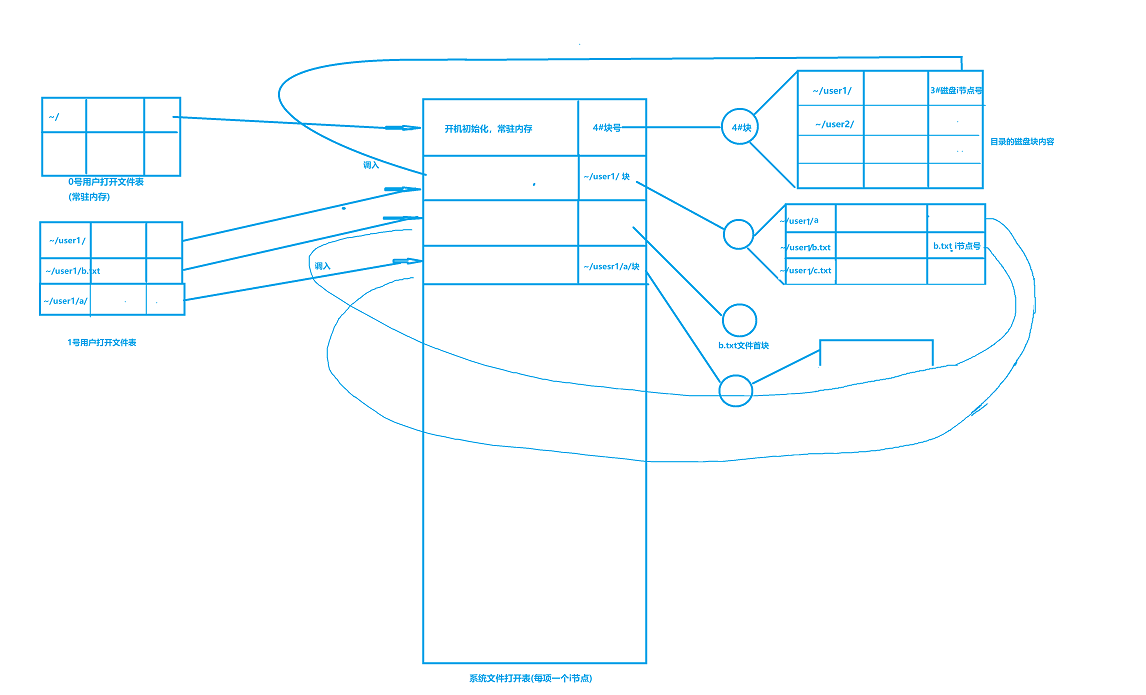 ~/
0号用户打开文件表
(常驻内存)
~/user1/
~/user1/b.txt
~/user1/a/
1号用户打开文件表
调入
调入
开机初始化，常驻内存
4#块号
~/user1/ 块
~/usesr1/a/块
系统文件打开表(每项一个i节点)
4#块
b.txt文件首块
~/user1/
3#磁盘i节点号
~/user2/
目录的磁盘块内容
~/user1/a
~/user1/b.txt
b.txt i节点号
~/user1/c.txt